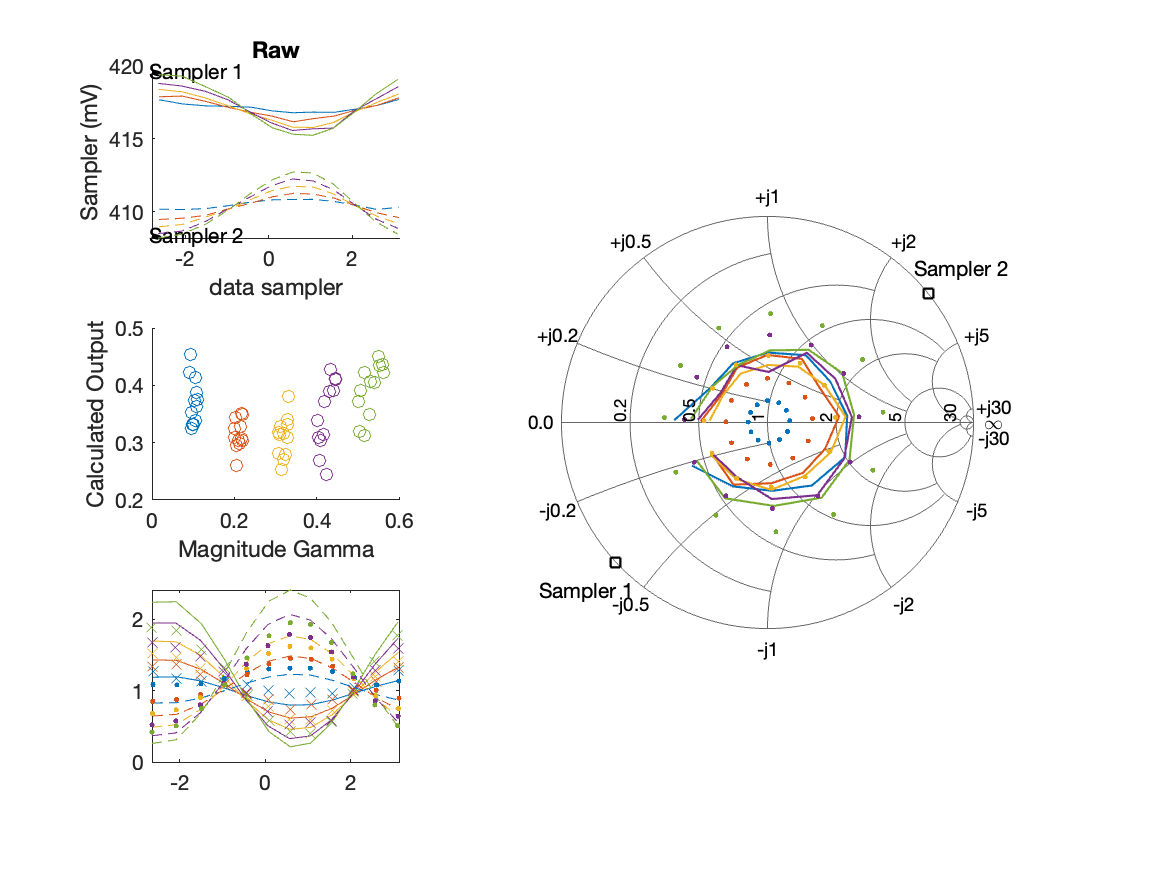 Raw
Sampler 1
420
415
410
Sampler (mV)
Sampler 2
-2 0 2
data sampler
0.5
0.4
0.3
0.2
Calculated Output
0 0.2 0.4 0.6
Magnitude Gamma
2
1
0
-2 0 2
+j1
+j0.5
+j2
Sampler 2
+j0.2
+j5
0.0
0.2
0.5
1
2
5
30
+j30
∞
-j30
-j0.2
-j5
Sampler 1
-j0.5
-j2
-j1